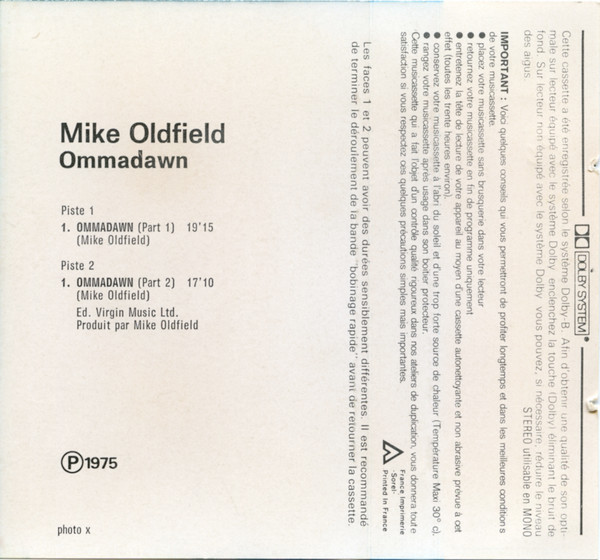 Mike Oldfield
Ommadawn
Piste 1
1. OMMADAWN (Part 1) 19'15
(Mike Oldfield)
Piste 2
1. OMMADAWN (Part 2) 17'10
(Mike Oldfield)
Ed. Virgin Music Ltd.
Produit par Mike Oldfield
Ⓟ1975
photo x
Cette cassette a été enregistrée selon le système Dolby-B. Afin d'obtenir une qualité de son opti-
male sur lecteur équipé avec le système Dolby enclenchez la touche (Dolby) éliminant le bruit de
fond. Sur lecteur non équipé avec le système Dolby vous pouvez, si nécessaire, réduire le niveau
des aigus.
STEREO utilisable en MONO
DOLBY SYSTEM
IMPORTANT : Voici quelques conseils qui vous permettront de profiter longtemps et dans les meilleures conditions
de votre musicassette.
● placez votre musicassette sans brusquerie dans votre lecteur
● retournez votre musicassette en fin de programme uniquement
● entretenez la tête de lecture de votre appareil au moyen d'une cassette autonettoyante et non abrasive prévue à cet
effet (toutes les trente heures environ).
● conservez votre musicassette à l'abri du soleil et d'une trop forte source de chaleur (Température Maxi 30° c).
● rangez votre musicassette après usage dans son boitier protecteur.
Cette musicassette qui a fait l'objet d'un contrôle qualité rigoureux dans nos ateliers de duplication, vous donnera toute
satisfaction si vous respectez ces quelques précautions simples mais importantes.
Les faces 1 et 2 peuvent avoir des durées sensiblement différentes. Il est recommandé
de terminer le déroulement de la bande "bobinage rapide" avant de retourner la cassette.
France Imprimerie
-Sorel-
Printed in France